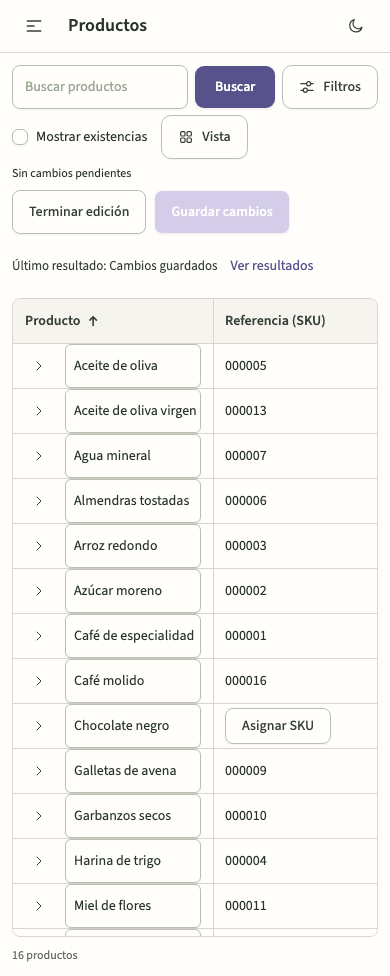 Productos
Buscar productos
Buscar
Filtros
Mostrar existencias
Vista
Sin cambios pendientes
Terminar edición
Guardar cambios
Último resultado: Cambios guardados
Ver resultados
Producto ↑
Referencia (SKU)
Aceite de oliva
000005
Aceite de oliva virgen
000013
Agua mineral
000007
Almendras tostadas
000006
Arroz redondo
000003
Azúcar moreno
000002
Café de especialidad
000001
Café molido
000016
Chocolate negro
Asignar SKU
Galletas de avena
000009
Garbanzos secos
000010
Harina de trigo
000004
Miel de flores
000011
16 productos